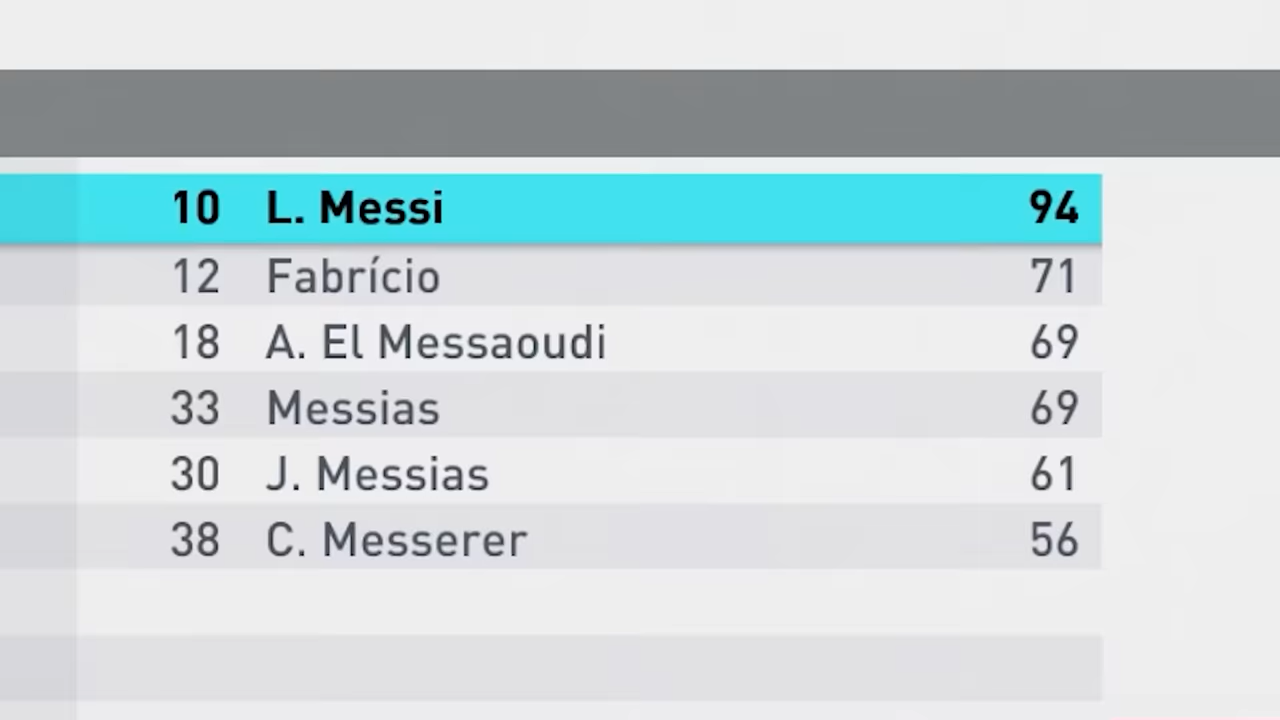 10 L. Messi 94
12 Fabrício 71
18 A. El Messaoudi 69
33 Messias 69
30 J. Messias 61
38 C. Messerer 56